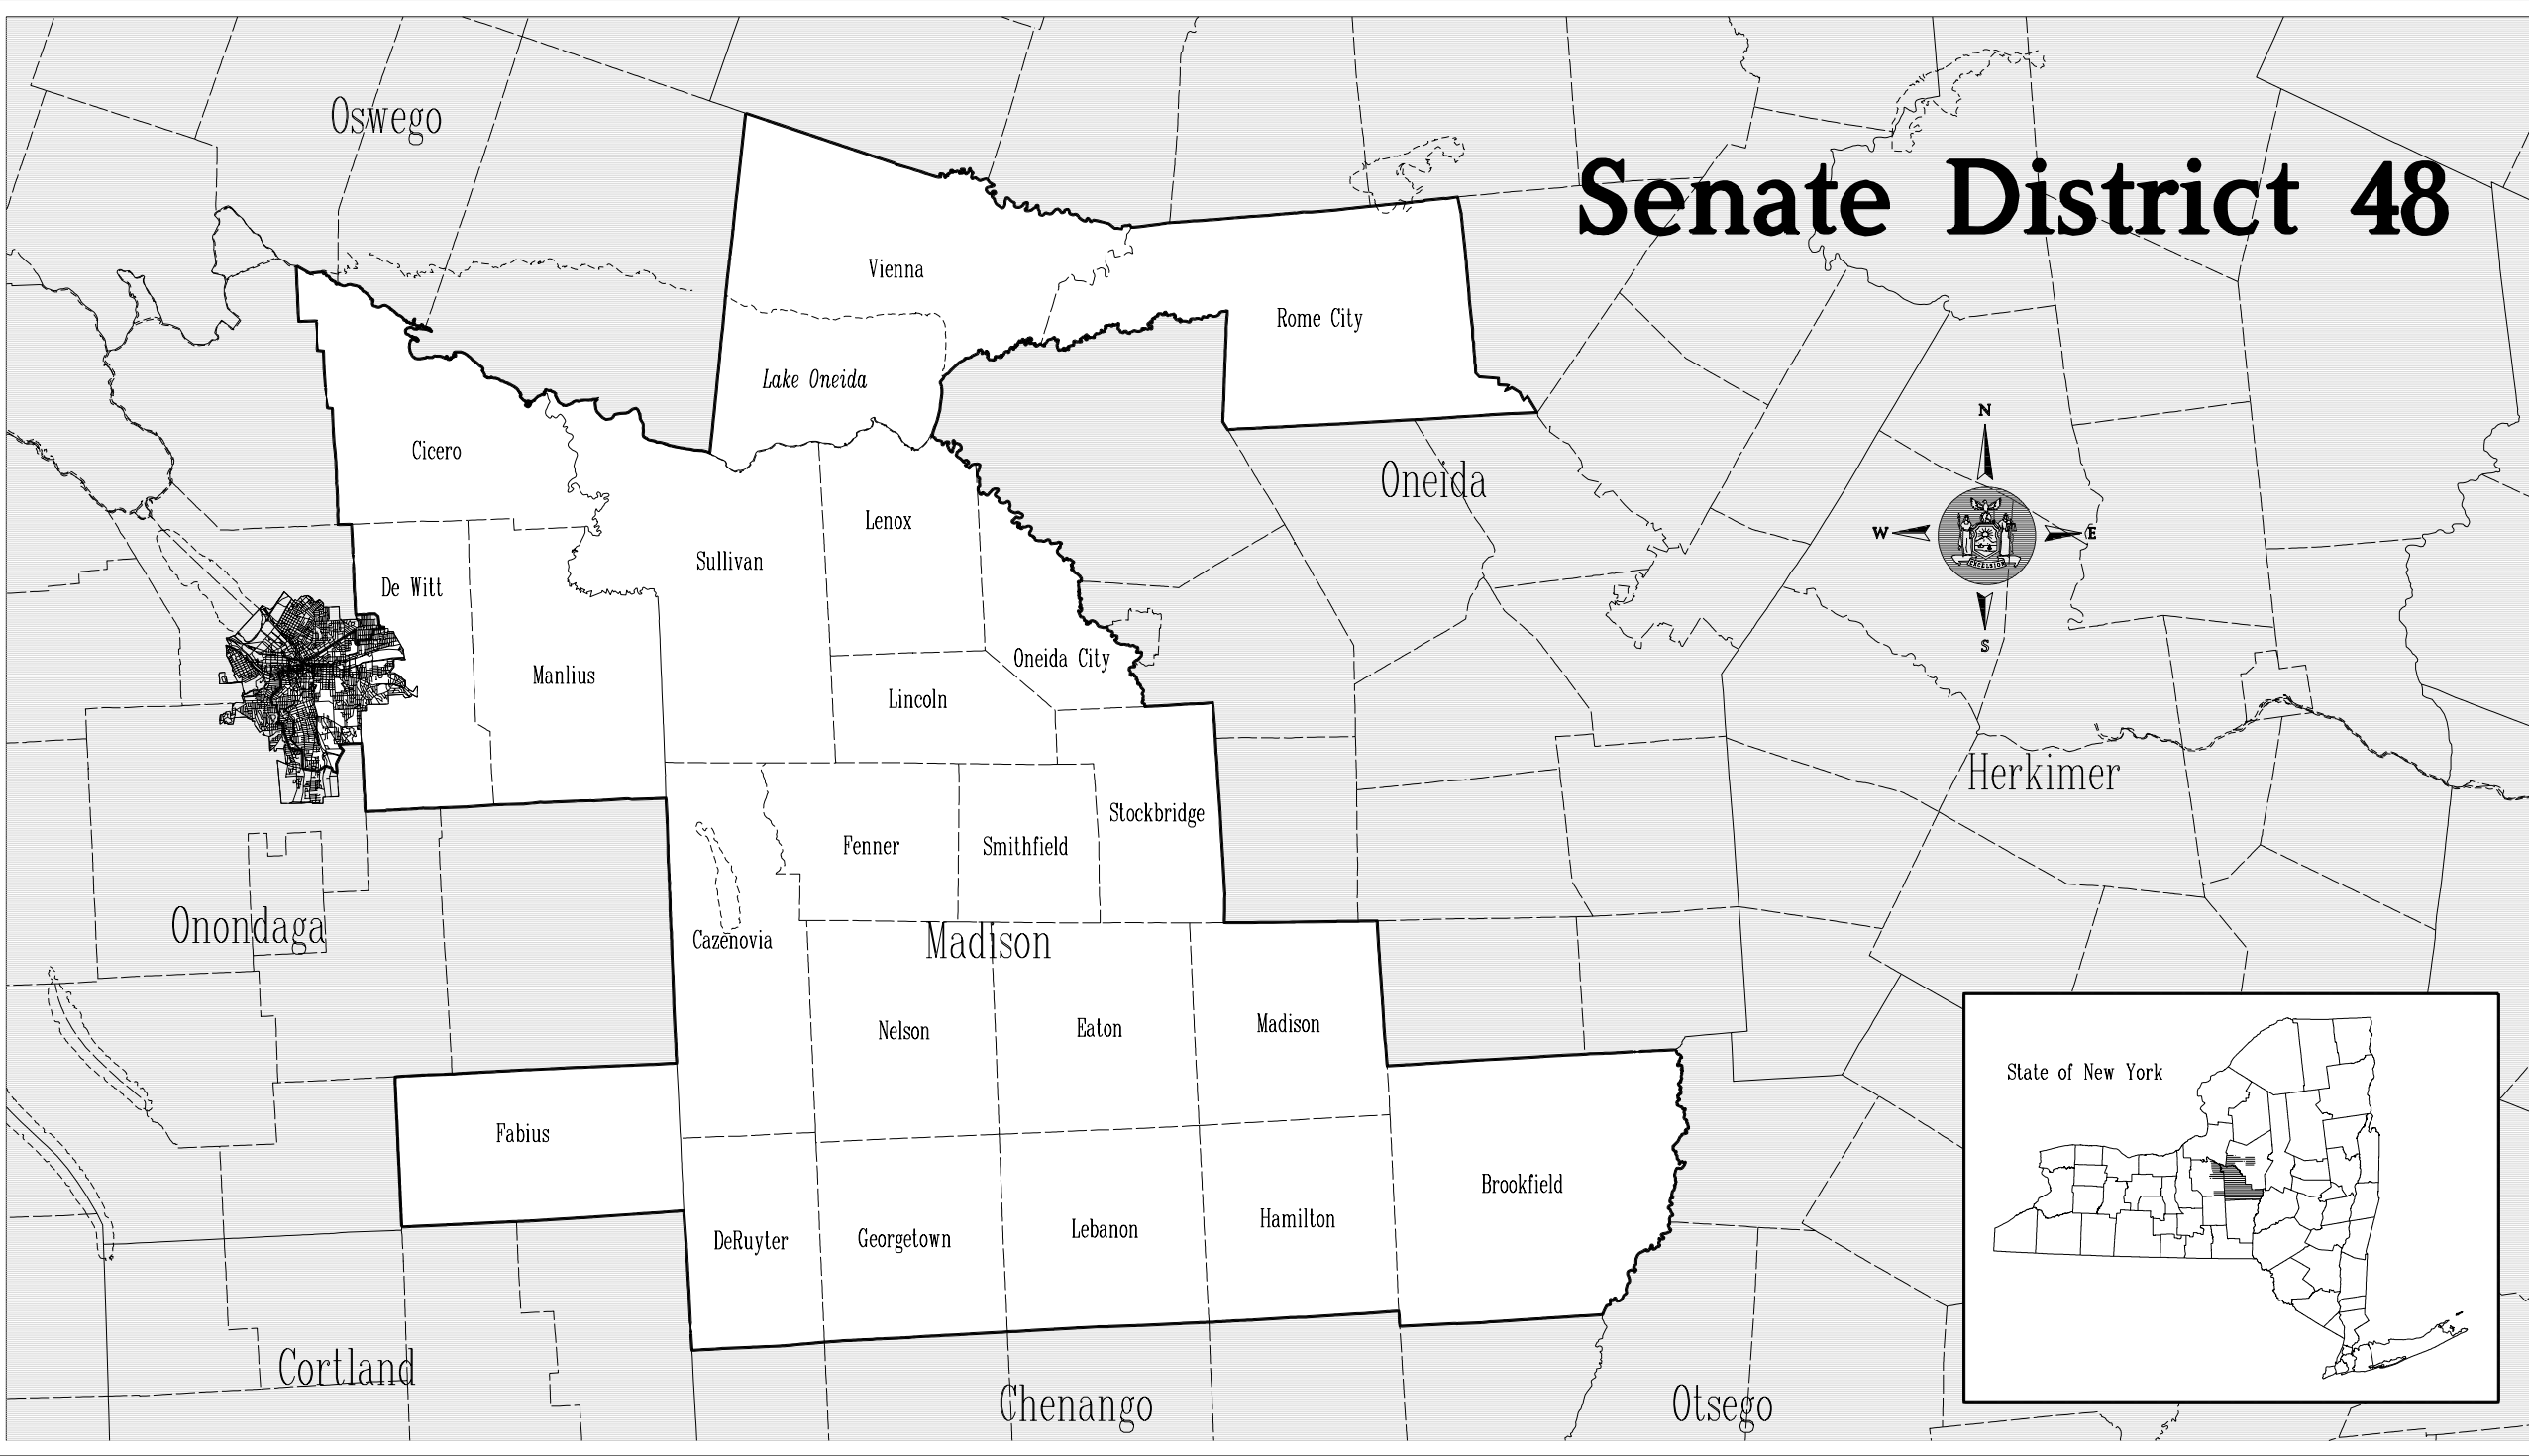 Oswego
Senate District 48
Vienna
Rome City
Lake Oneida
N
Cicero
Oneida
Lenox
W
E
EXCELSIOR
Sullivan
De Witt
S
Oneida City
Manlius
Lincoln
Herkimer
Stockbridge
Fenner
Smithfield
Onondaga
Cazenovia
Madison
Nelson
Eaton
Madison
State of New York
Fabius
Brookfield
Hamilton
Lebanon
DeRuyter
Georgetown
Cortland
Chenango
Otsego